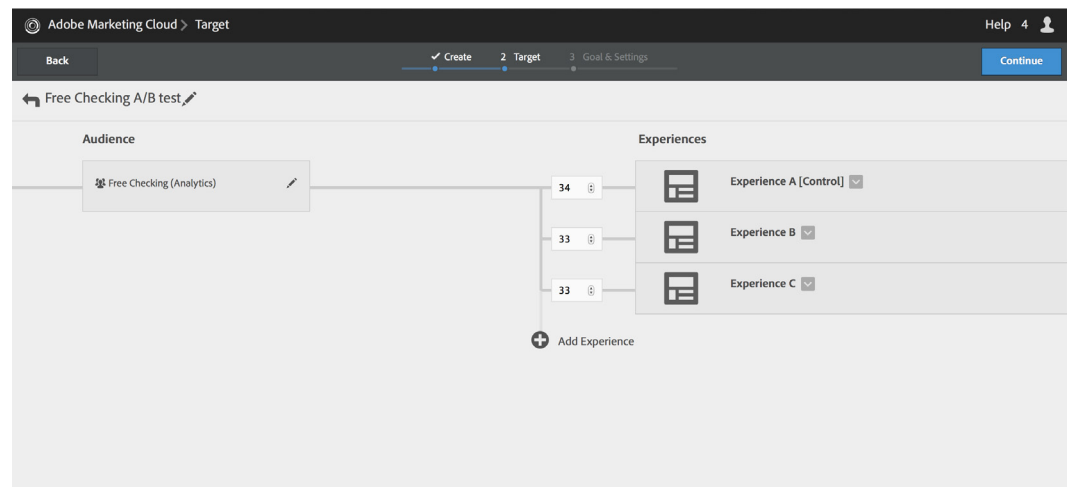 Adobe Marketing Cloud > Target
Help 4
Back
✓ Create 2 Target 3 Goal & Settings
Continue
Free Checking A/B test
Audience
Experiences
Free Checking (Analytics)
34
Experience A [Control]
33
Experience B
33
Experience C
Add Experience